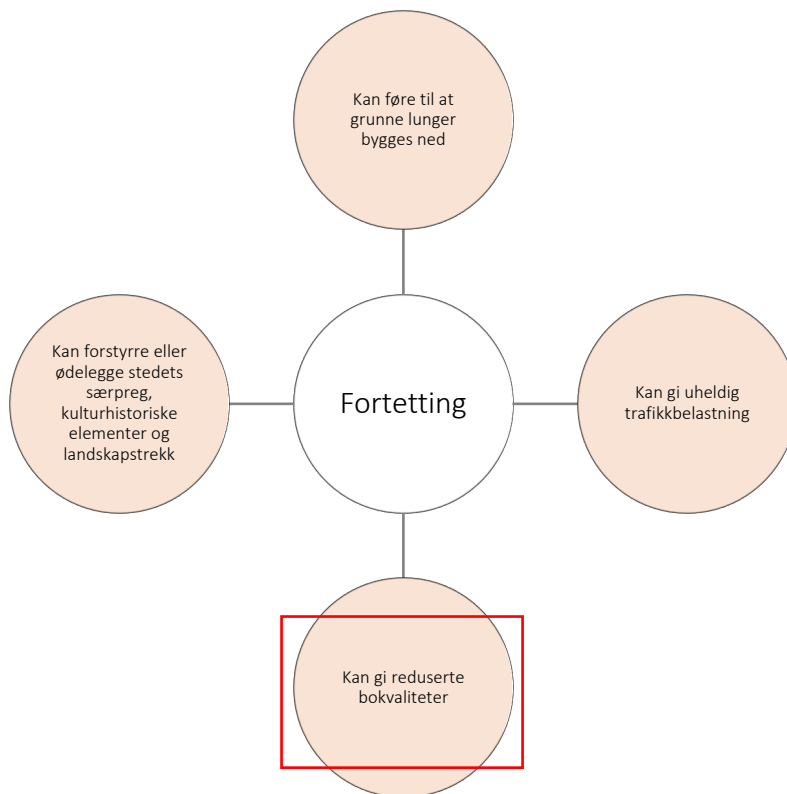 Kan føre til at
grunne lunger
bygges ned
Kan forstyrre eller
ødelegge stedets
særpreg,
kulturhistoriske
elementer og
landskapstrekk
Fortetting
Kan gi uheldig
trafikkbelastning
Kan gi reduserte
bokvaliteter